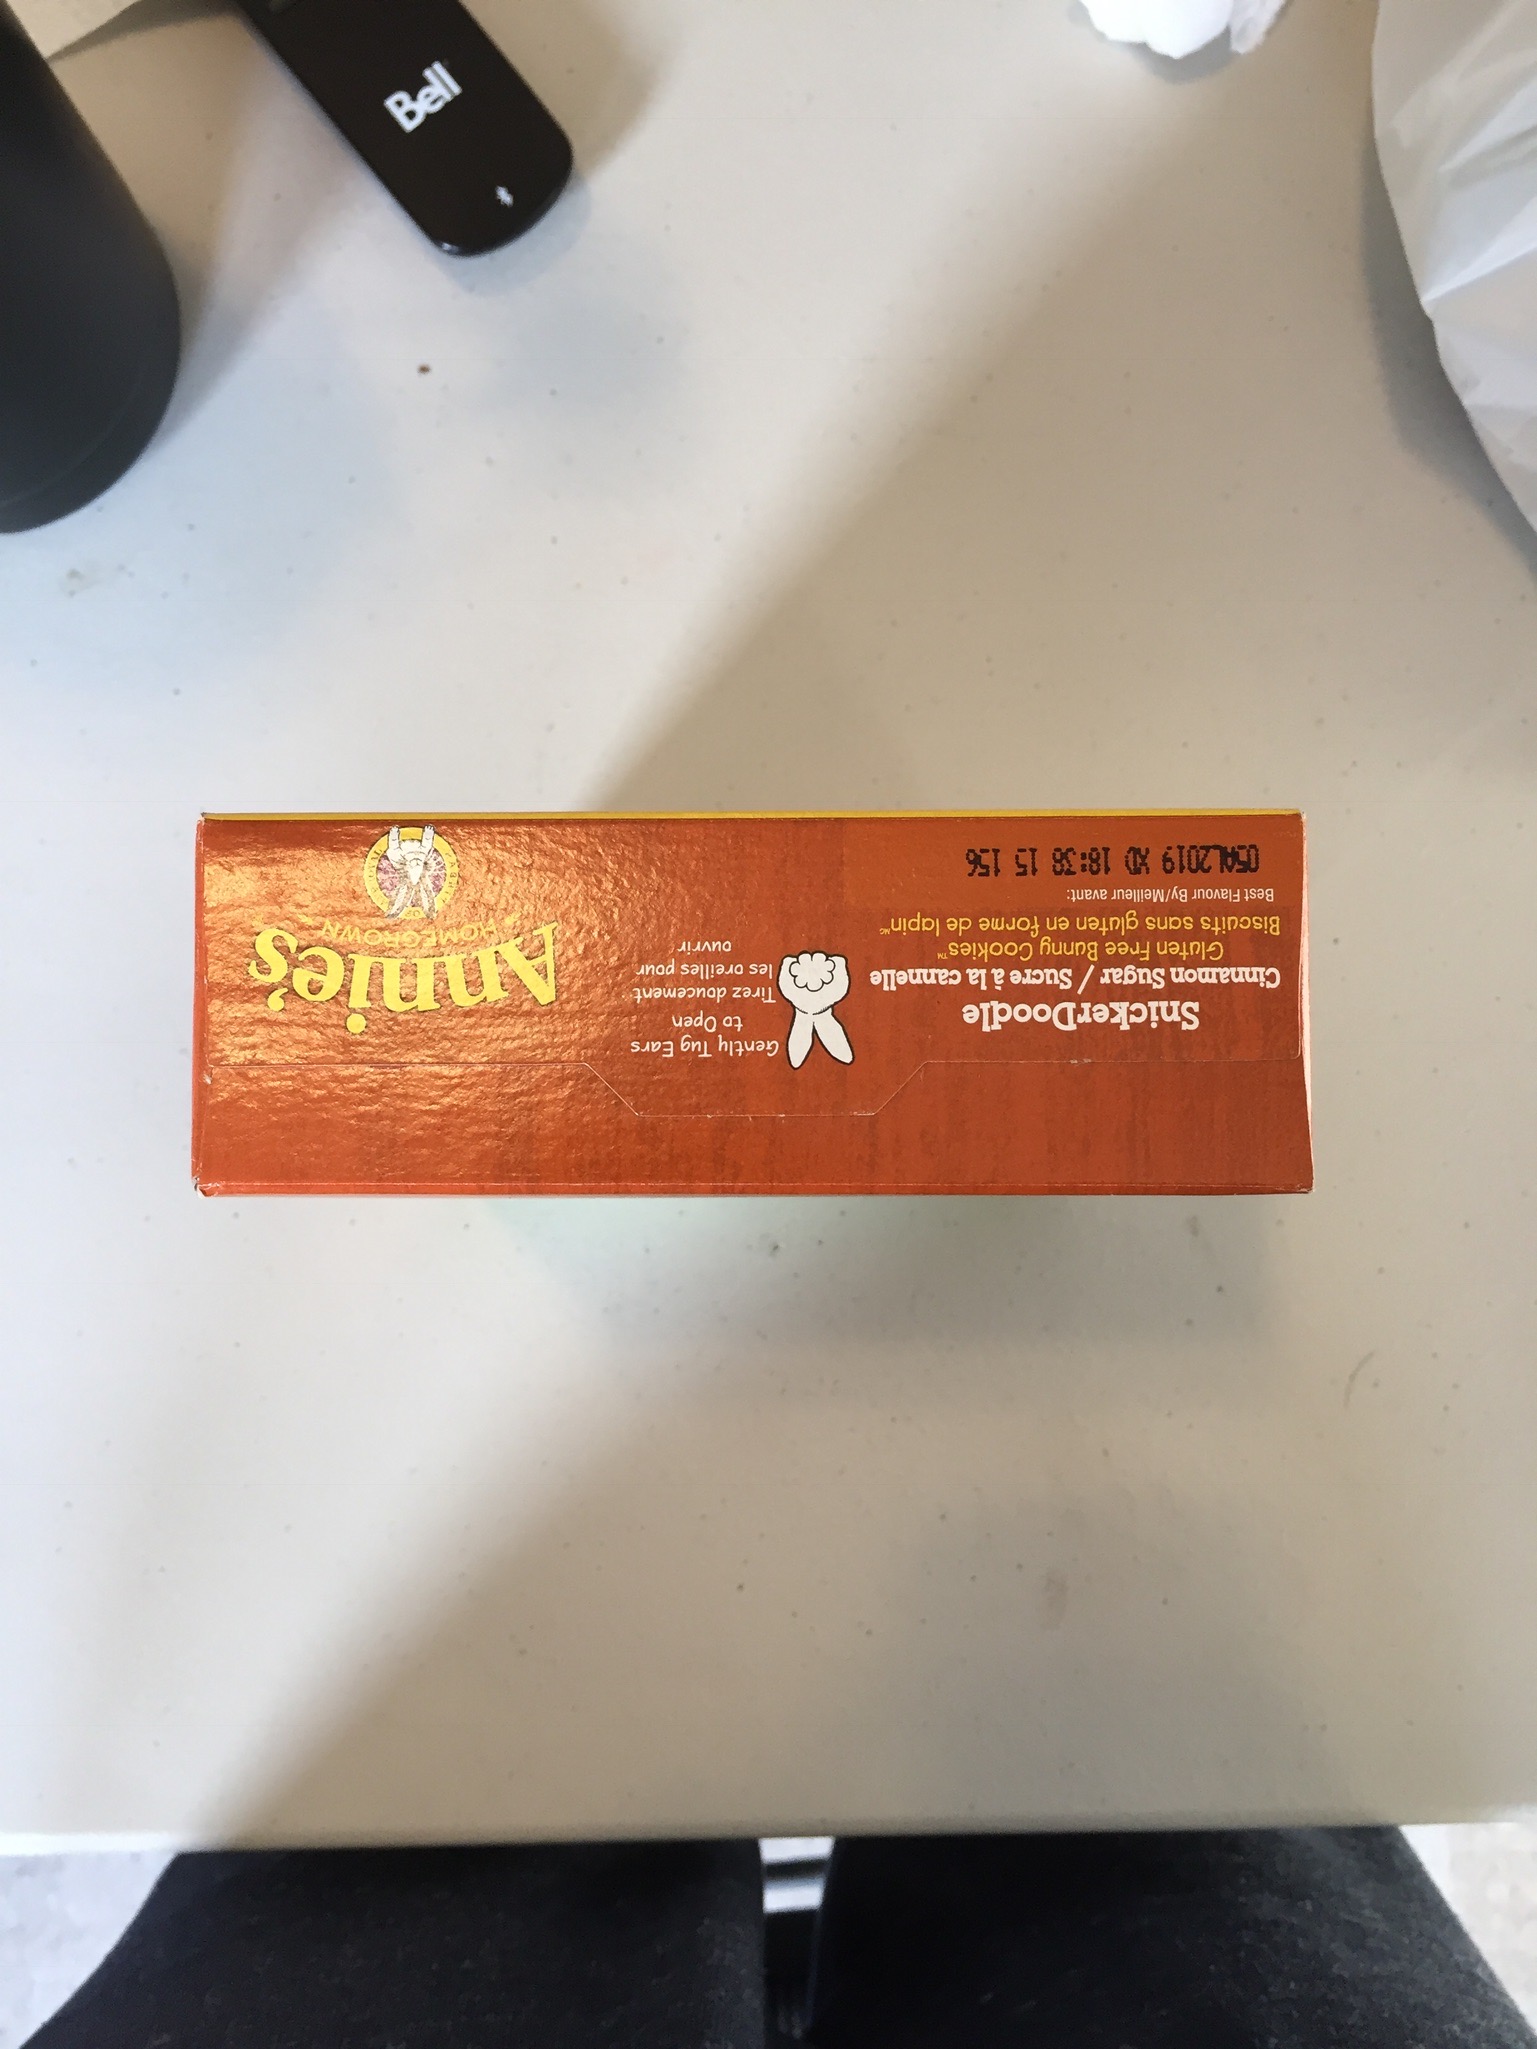 Bell
SnickerDoodle
Cinnamon Sugar / Sucre à la cannelle
Gluten Free Bunny Cookies™
Biscuits sans gluten en forme de lapin MC
Best Flavour By/Meilleur avant:
05AL2019 XD 18:38 15 156
Gently Tug Ears
to Open
Tirez doucement
les oreilles pour
ouvrir
Annie's
HOMEGROWN